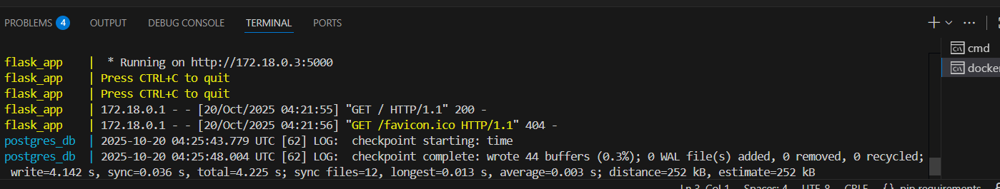 PROBLEMS 4 OUTPUT DEBUG CONSOLE TERMINAL PORTS
cmd
flask_app | * Running on http://172.18.0.3:5000
flask_app | Press CTRL+C to quit
flask_app | Press CTRL+C to quit
flask_app | 172.18.0.1 - - [20/Oct/2025 04:21:55] "GET / HTTP/1.1" 200 -
flask_app | 172.18.0.1 - - [20/Oct/2025 04:21:56] "GET /favicon.ico HTTP/1.1" 404 -
postgres_db | 2025-10-20 04:25:43.779 UTC [62] LOG: checkpoint starting: time
postgres_db | 2025-10-20 04:25:48.004 UTC [62] LOG: checkpoint complete: wrote 44 buffers (0.3%); 0 WAL file(s) added, 0 removed, 0 recycled;
write=4.142 s, sync=0.036 s, total=4.225 s; sync files=12, longest=0.013 s, average=0.003 s; distance=252 kB, estimate=252 kB
Ln 3, Col 1 Spaces: 4 UTF-8 CRLF {} pip requirements